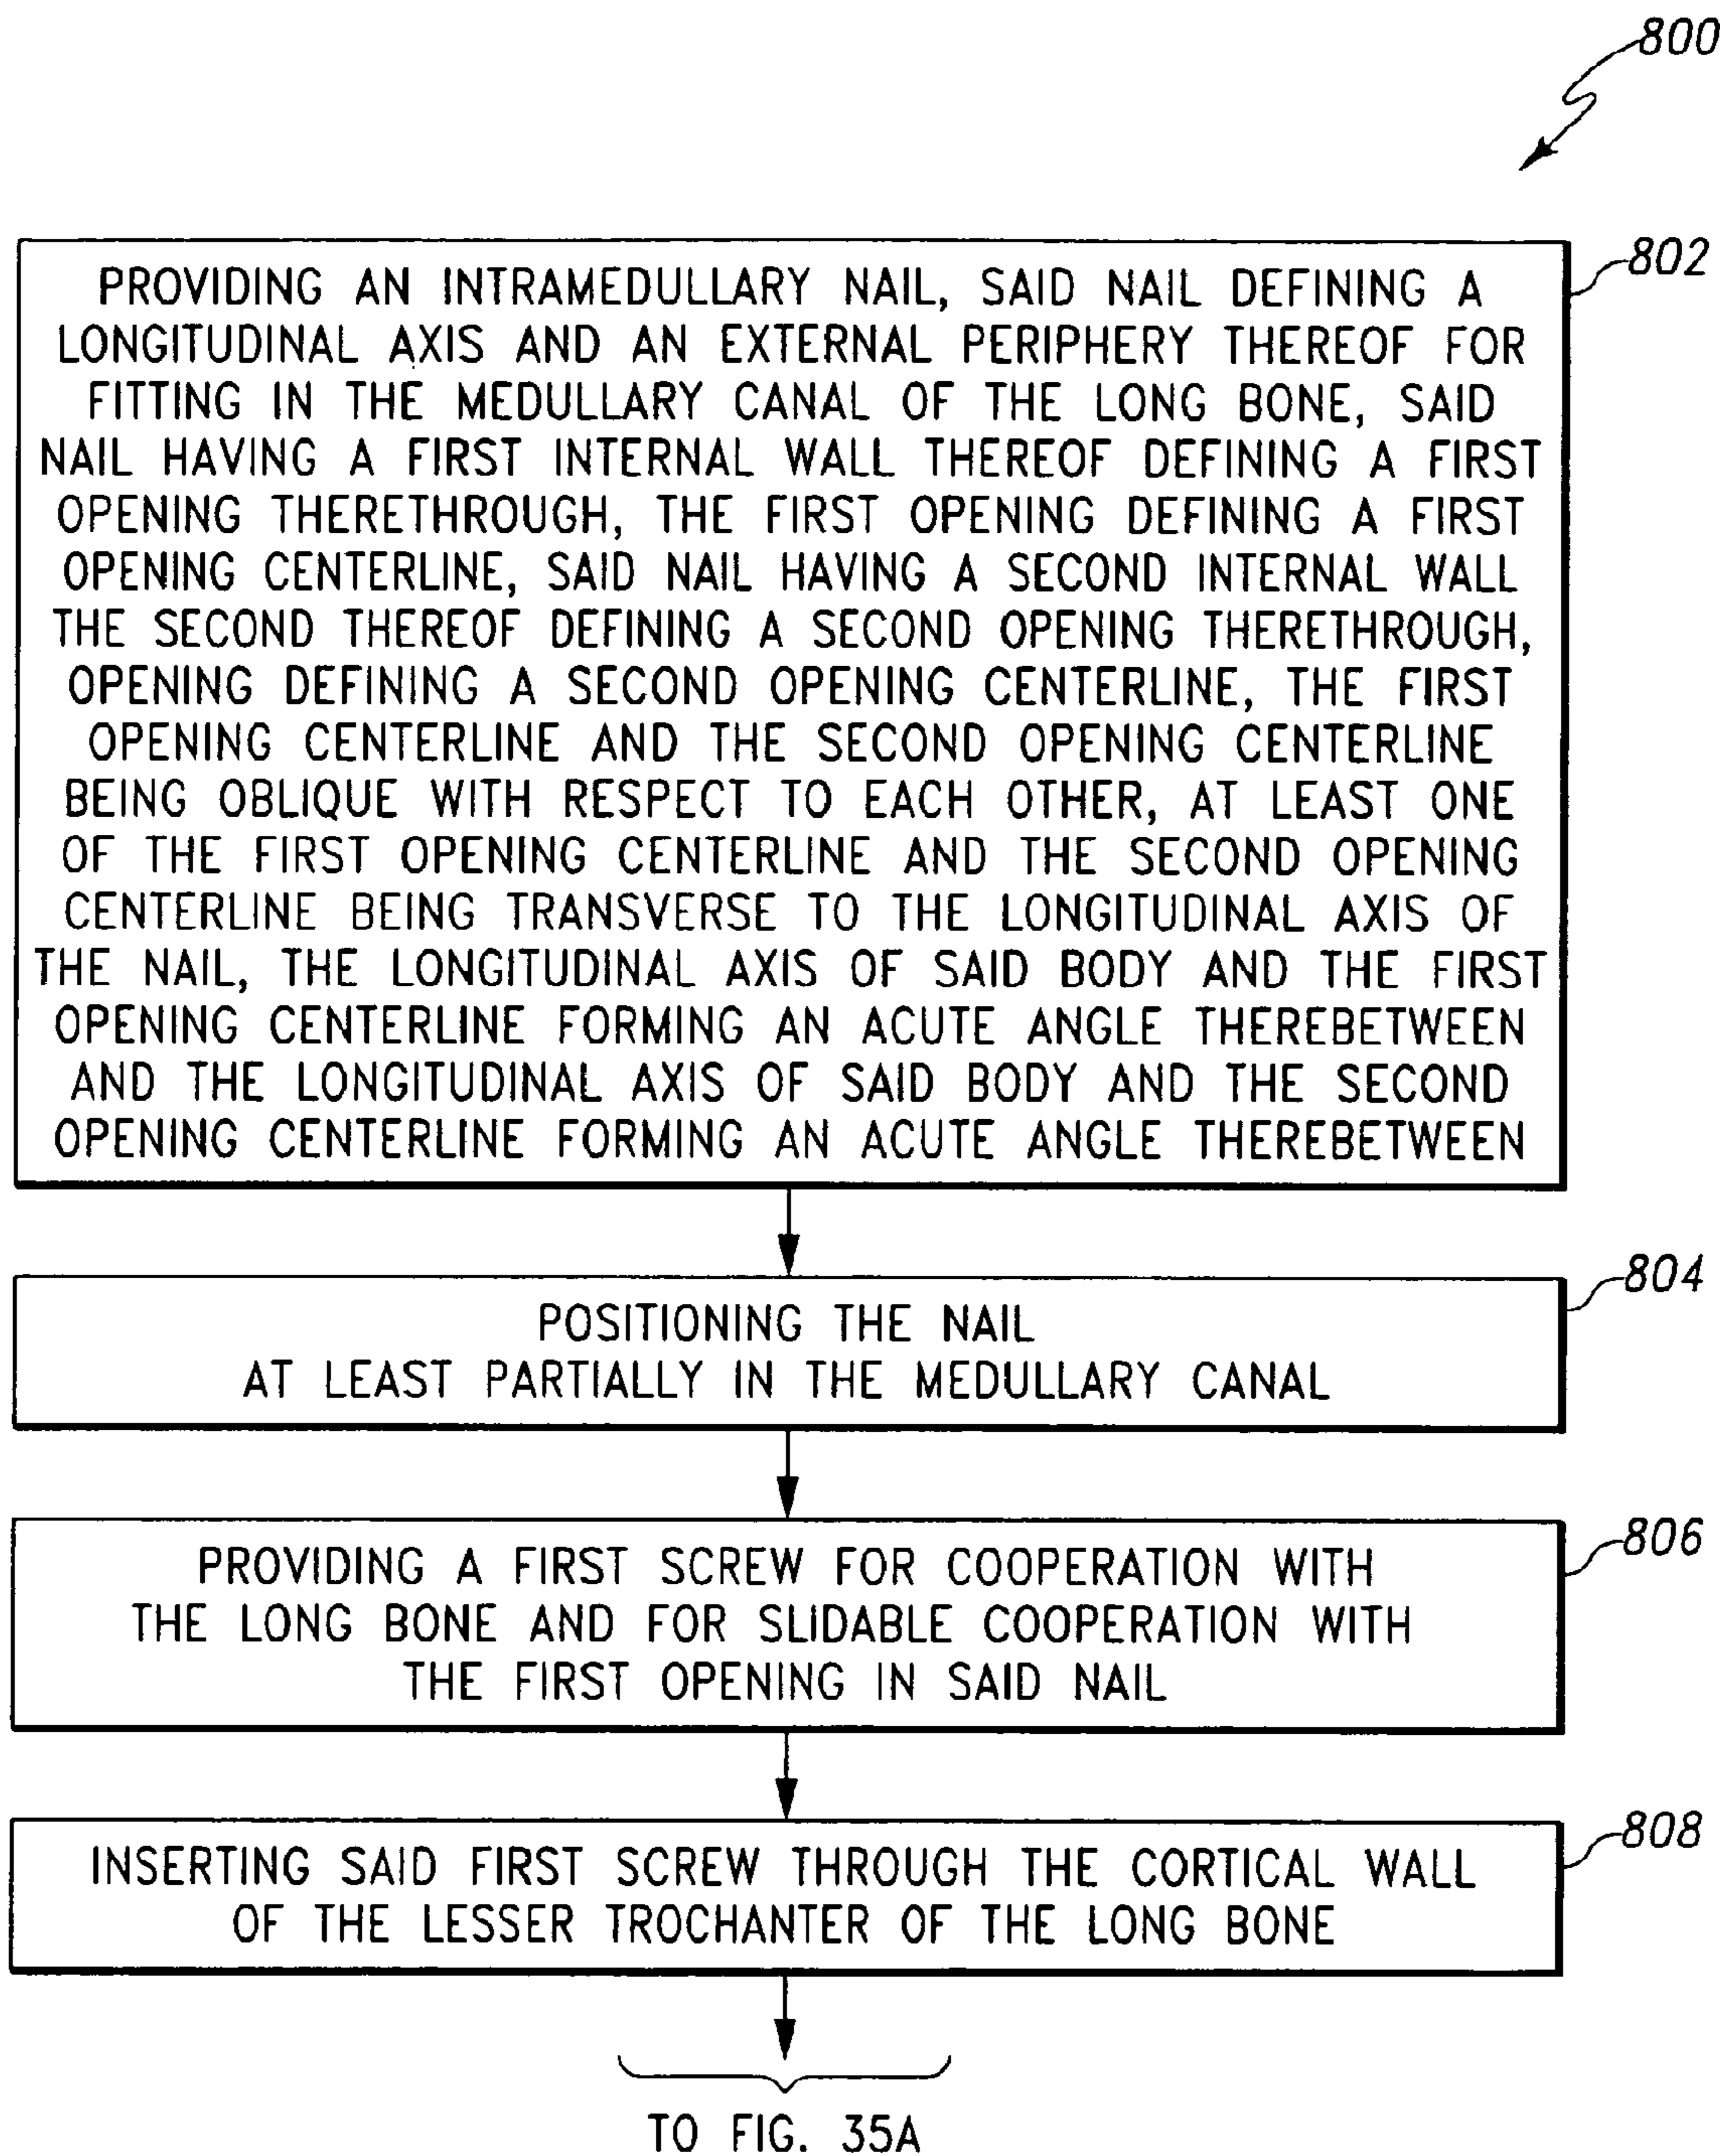 800
802
PROVIDING AN INTRAMEDULLARY NAIL, SAID NAIL DEFINING A
LONGITUDINAL AXIS AND AN EXTERNAL PERIPHERY THEREOF FOR
FITTING IN THE MEDULLARY CANAL OF THE LONG BONE, SAID
NAIL HAVING A FIRST INTERNAL WALL THEREOF DEFINING A FIRST
OPENING THERETHROUGH, THE FIRST OPENING DEFINING A FIRST
OPENING CENTERLINE, SAID NAIL HAVING A SECOND INTERNAL WALL
THE SECOND THEREOF DEFINING A SECOND OPENING THERETHROUGH,
OPENING DEFINING A SECOND OPENING CENTERLINE, THE FIRST
OPENING CENTERLINE AND THE SECOND OPENING CENTERLINE
BEING OBLIQUE WITH RESPECT TO EACH OTHER, AT LEAST ONE
OF THE FIRST OPENING CENTERLINE AND THE SECOND OPENING
CENTERLINE BEING TRANSVERSE TO THE LONGITUDINAL AXIS OF
THE NAIL, THE LONGITUDINAL AXIS OF SAID BODY AND THE FIRST
OPENING CENTERLINE FORMING AN ACUTE ANGLE THEREBETWEEN
AND THE LONGITUDINAL AXIS OF SAID BODY AND THE SECOND
OPENING CENTERLINE FORMING AN ACUTE ANGLE THEREBETWEEN
804
POSITIONING THE NAIL
AT LEAST PARTIALLY IN THE MEDULLARY CANAL
806
PROVIDING A FIRST SCREW FOR COOPERATION WITH
THE LONG BONE AND FOR SLIDABLE COOPERATION WITH
THE FIRST OPENING IN SAID NAIL
808
INSERTING SAID FIRST SCREW THROUGH THE CORTICAL WALL
OF THE LESSER TROCHANTER OF THE LONG BONE
TO FIG. 35A